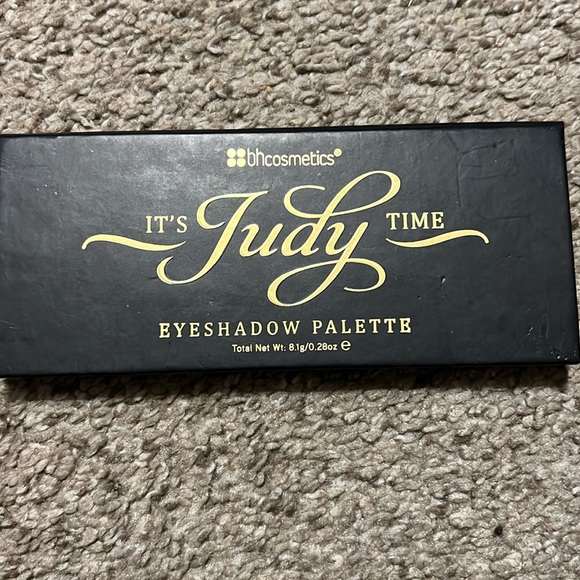 bhcosmetics®
IT'S Judy TIME
EYESHADOW PALETTE
Total Net Wt: 8.1g/0.28oz ℮